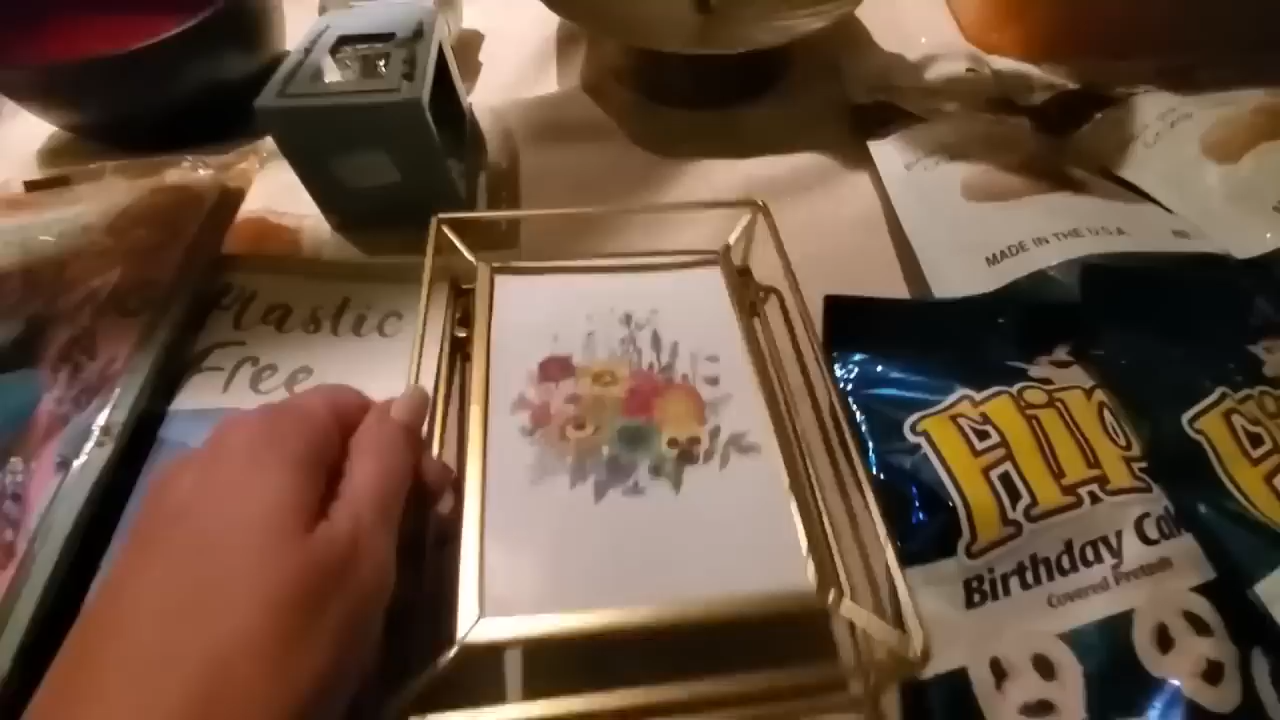 MADE IN THE U.S.A.
Plastic
Free
Flip
Birthday Cak
Covered Pretzels